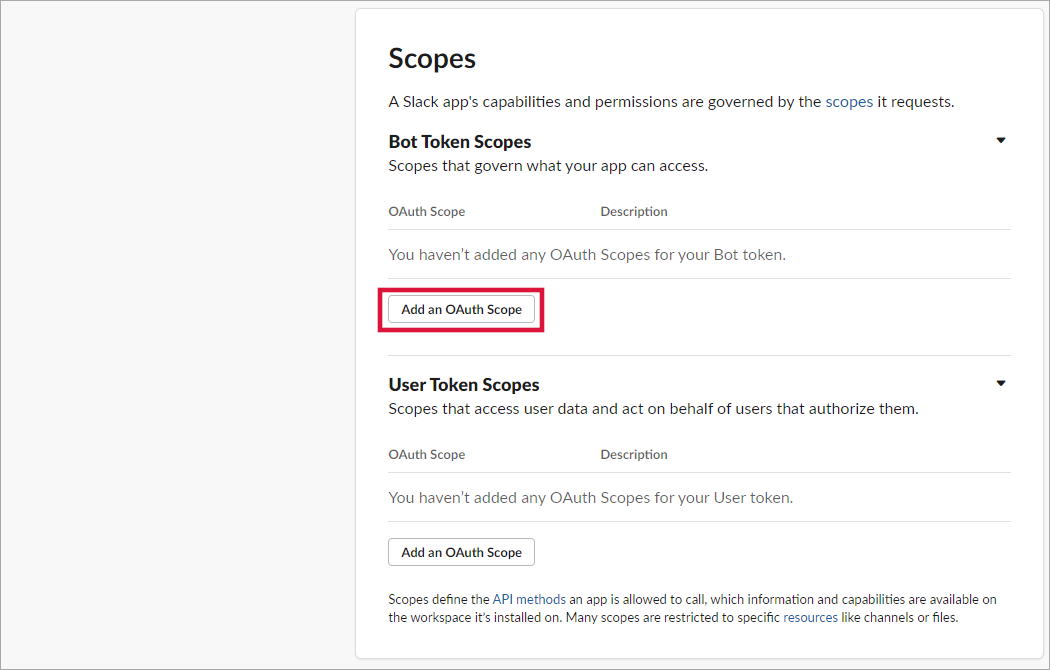 Scopes
A Slack app's capabilities and permissions are governed by the scopes it requests.
Bot Token Scopes
Scopes that govern what your app can access.
OAuth Scope Description
You haven’t added any OAuth Scopes for your Bot token.
Add an OAuth Scope
User Token Scopes
Scopes that access user data and act on behalf of users that authorize them.
OAuth Scope Description
You haven’t added any OAuth Scopes for your User token.
Add an OAuth Scope
Scopes define the API methods an app is allowed to call, which information and capabilities are available on
the workspace it’s installed on. Many scopes are restricted to specific resources like channels or files.